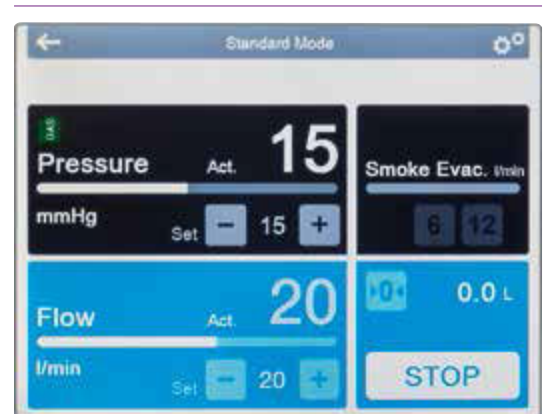 Standard Mode
GAS
15
Pressure Act.
mmHg
Set - 15 +
Smoke Evac. l/min
6 12
20
Flow Act.
l/min
Set - 20 +
0 0.0 L
STOP